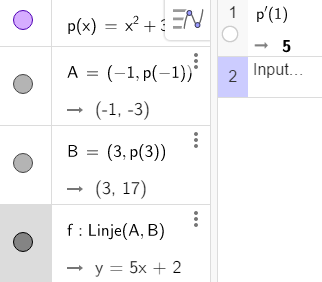 p(x) = x² + 3
A = (−1, p(−1))
→ (-1, -3)
B = (3, p(3))
→ (3, 17)
f : Linje(A, B)
→ y = 5x + 2
1 p′(1)
→ 5
2 Input...